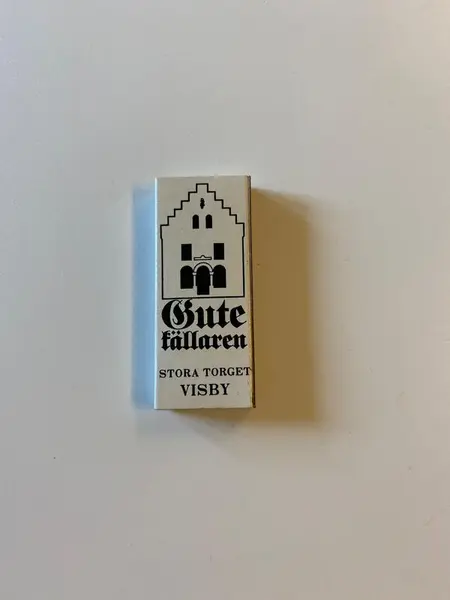 Gute
källaren
STORA TORGET
VISBY